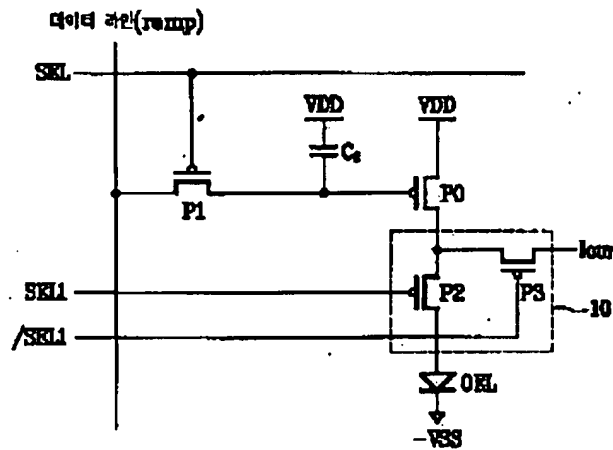 데이터 라인(ramp)
SEL
VDD
VDD
Cs
P1
P0
Iout
SEL1
P2
P3
10
/SEL1
OEL
-VSS